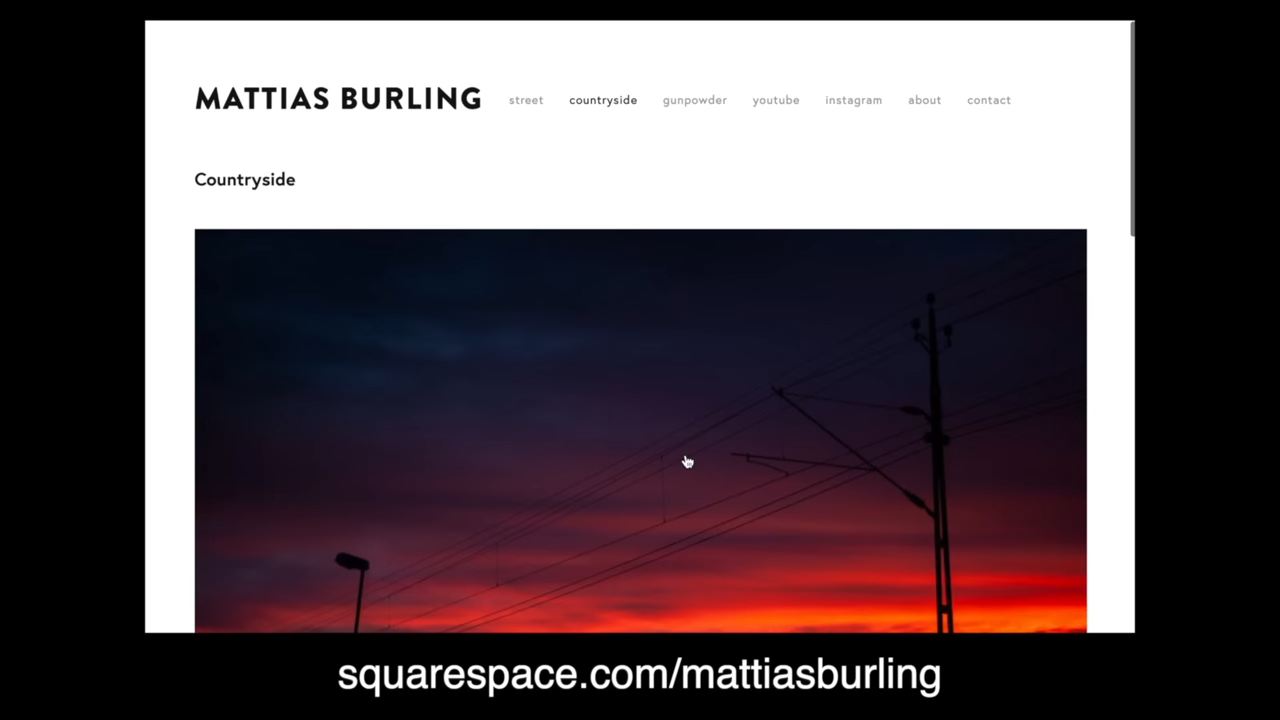 MATTIAS BURLING street countryside gunpowder youtube instagram about contact
Countryside
squarespace.com/mattiasburling